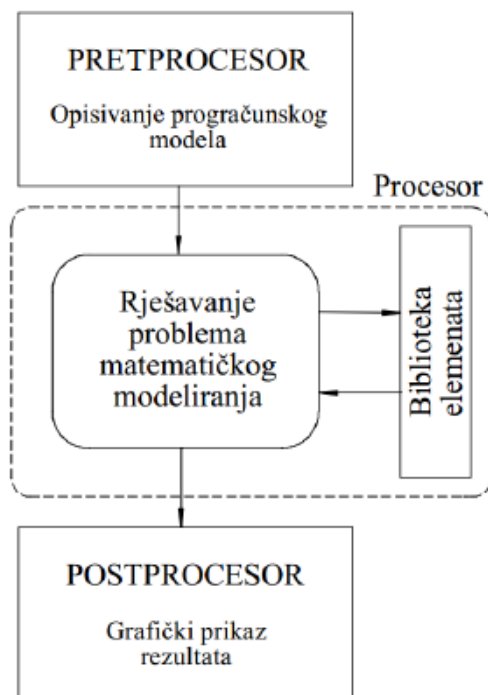 PRETPROCESOR
Opisivanje progračunskog
modela
Procesor
Rješavanje
problema
matematičkog
modeliranja
Biblioteka
elemenata
POSTPROCESOR
Grafički prikaz
rezultata